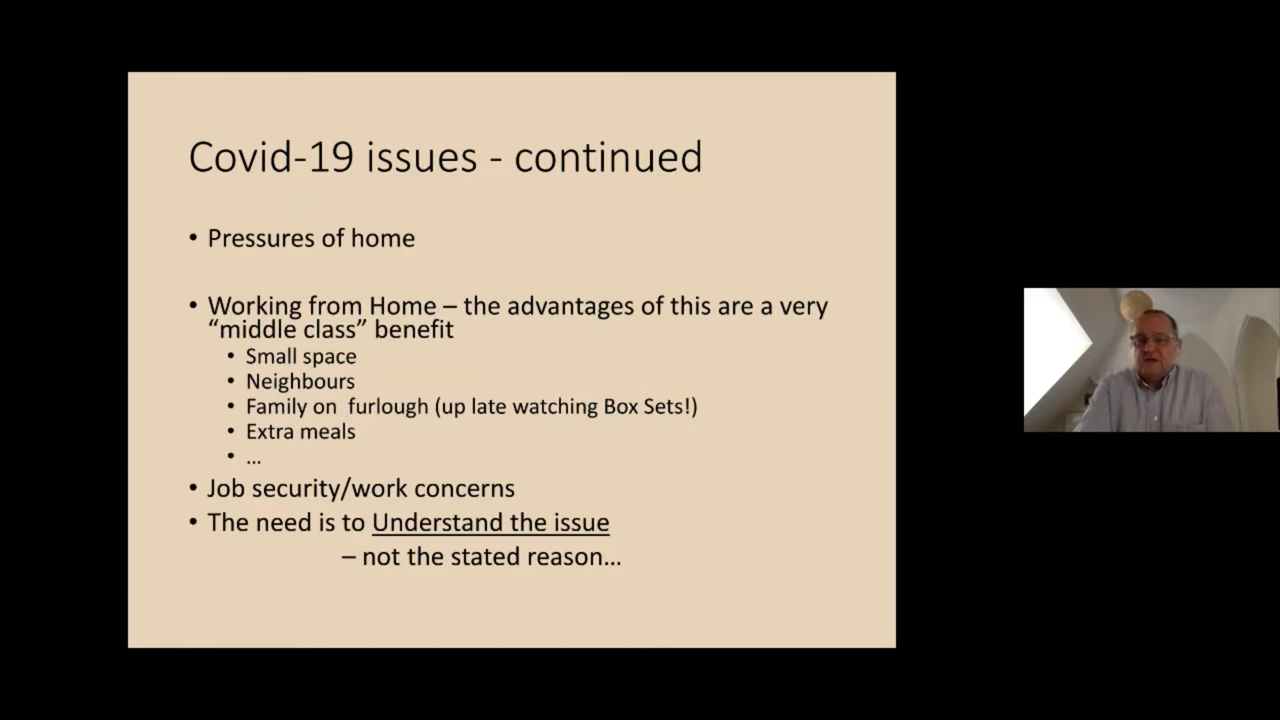 Covid-19 issues - continued
• Pressures of home
• Working from Home – the advantages of this are a very
“middle class” benefit
• Small space
• Neighbours
• Family on  furlough (up late watching Box Sets!)
• Extra meals
• …
• Job security/work concerns
• The need is to Understand the issue
– not the stated reason…